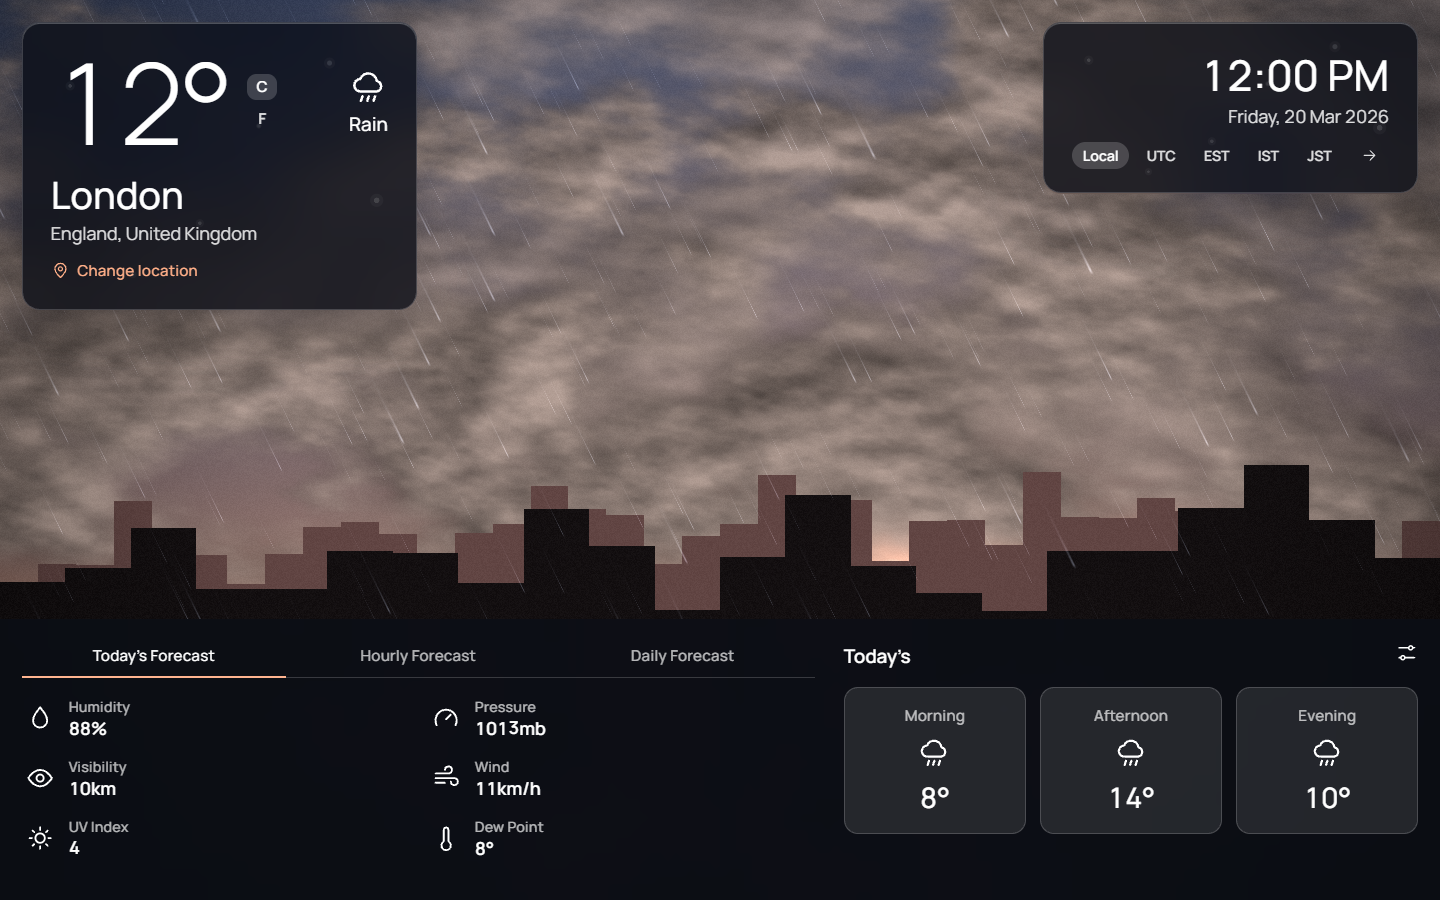 12°
C
F
Rain
London
England, United Kingdom
Change location
12:00 PM
Friday, 20 Mar 2026
Local UTC EST IST JST
Today's Forecast
Hourly Forecast
Daily Forecast
Humidity
88%
Pressure
1013mb
Visibility
10km
Wind
11km/h
UV Index
4
Dew Point
8°
Today's
Morning
8°
Afternoon
14°
Evening
10°